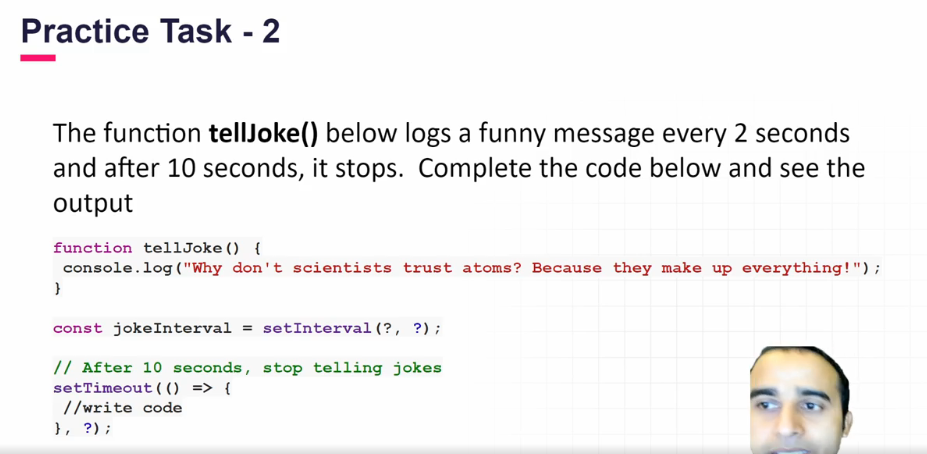 Practice Task - 2
The function tellJoke() below logs a funny message every 2 seconds
and after 10 seconds, it stops.  Complete the code below and see the
output
function tellJoke() {
 console.log("Why don't scientists trust atoms? Because they make up everything!");
}
const jokeInterval = setInterval(?, ?);
// After 10 seconds, stop telling jokes
setTimeout(() => {
 //write code
}, ?);